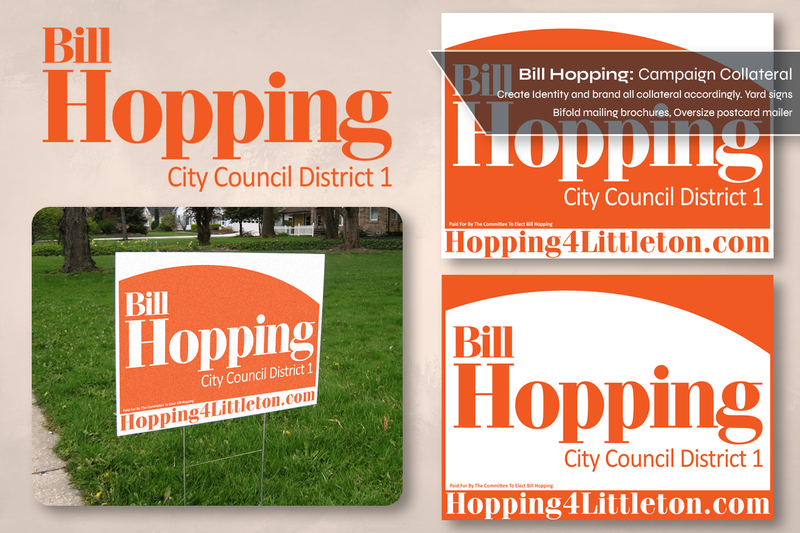 Bill
Hopping
City Council District 1
Bill
Hopping
City Council District 1
Paid For By The Committee To Elect Bill Hopping
Hopping4Littleton.com
Bill Hopping: Campaign Collateral
Create Identity and brand all collateral accordingly. Yard signs
Bifold mailing brochures, Oversize postcard mailer
Bill
Hopping
City Council District 1
Paid For By The Committee To Elect Bill Hopping
Hopping4Littleton.com
Bill
Hopping
City Council District 1
Paid For By The Committee To Elect Bill Hopping
Hopping4Littleton.com